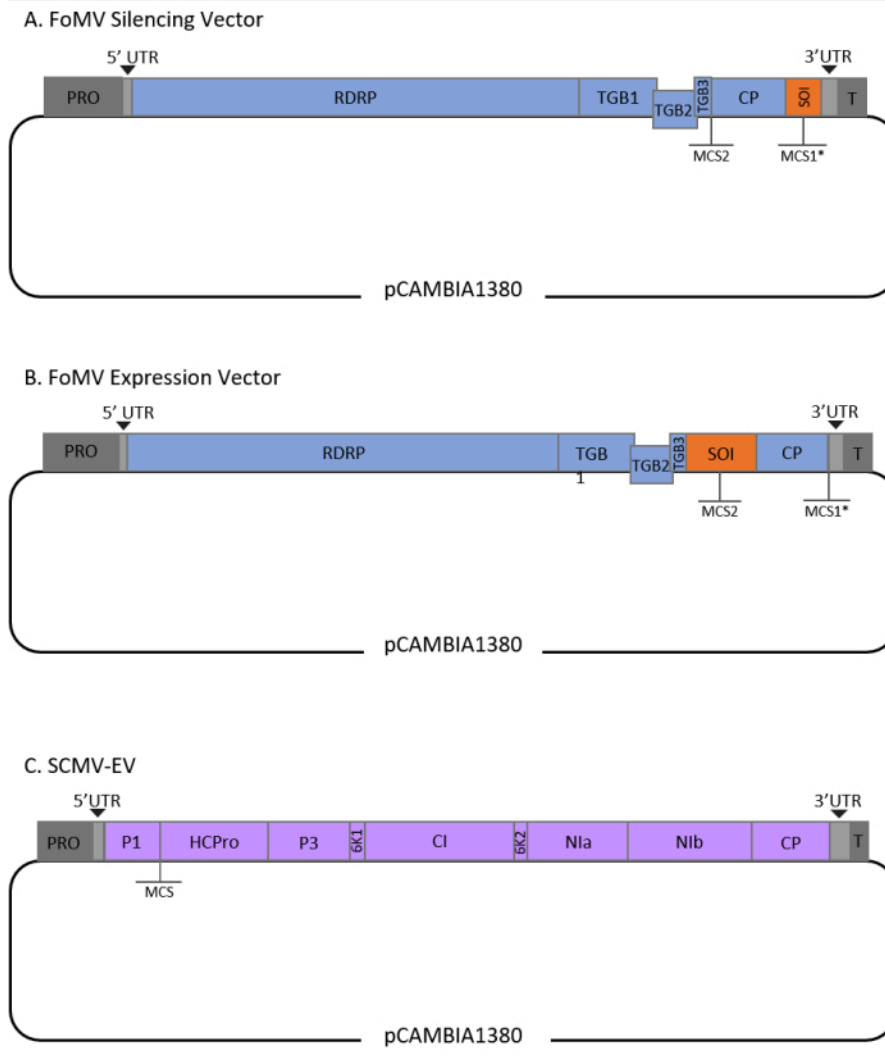 A. FoMV Silencing Vector
5' UTR 3'UTR
PRO RDRP TGB1 TGB2 TGB3 CP SOI T
MCS2 MCS1*
pCAMBIA1380
B. FoMV Expression Vector
5' UTR 3'UTR
PRO RDRP TGB
1 TGB2 TGB3 SOI CP T
MCS2 MCS1*
pCAMBIA1380
C. SCMV-EV
5'UTR 3'UTR
PRO P1 HCPro P3 6K1 CI 6K2 NIa NIb CP T
MCS
pCAMBIA1380